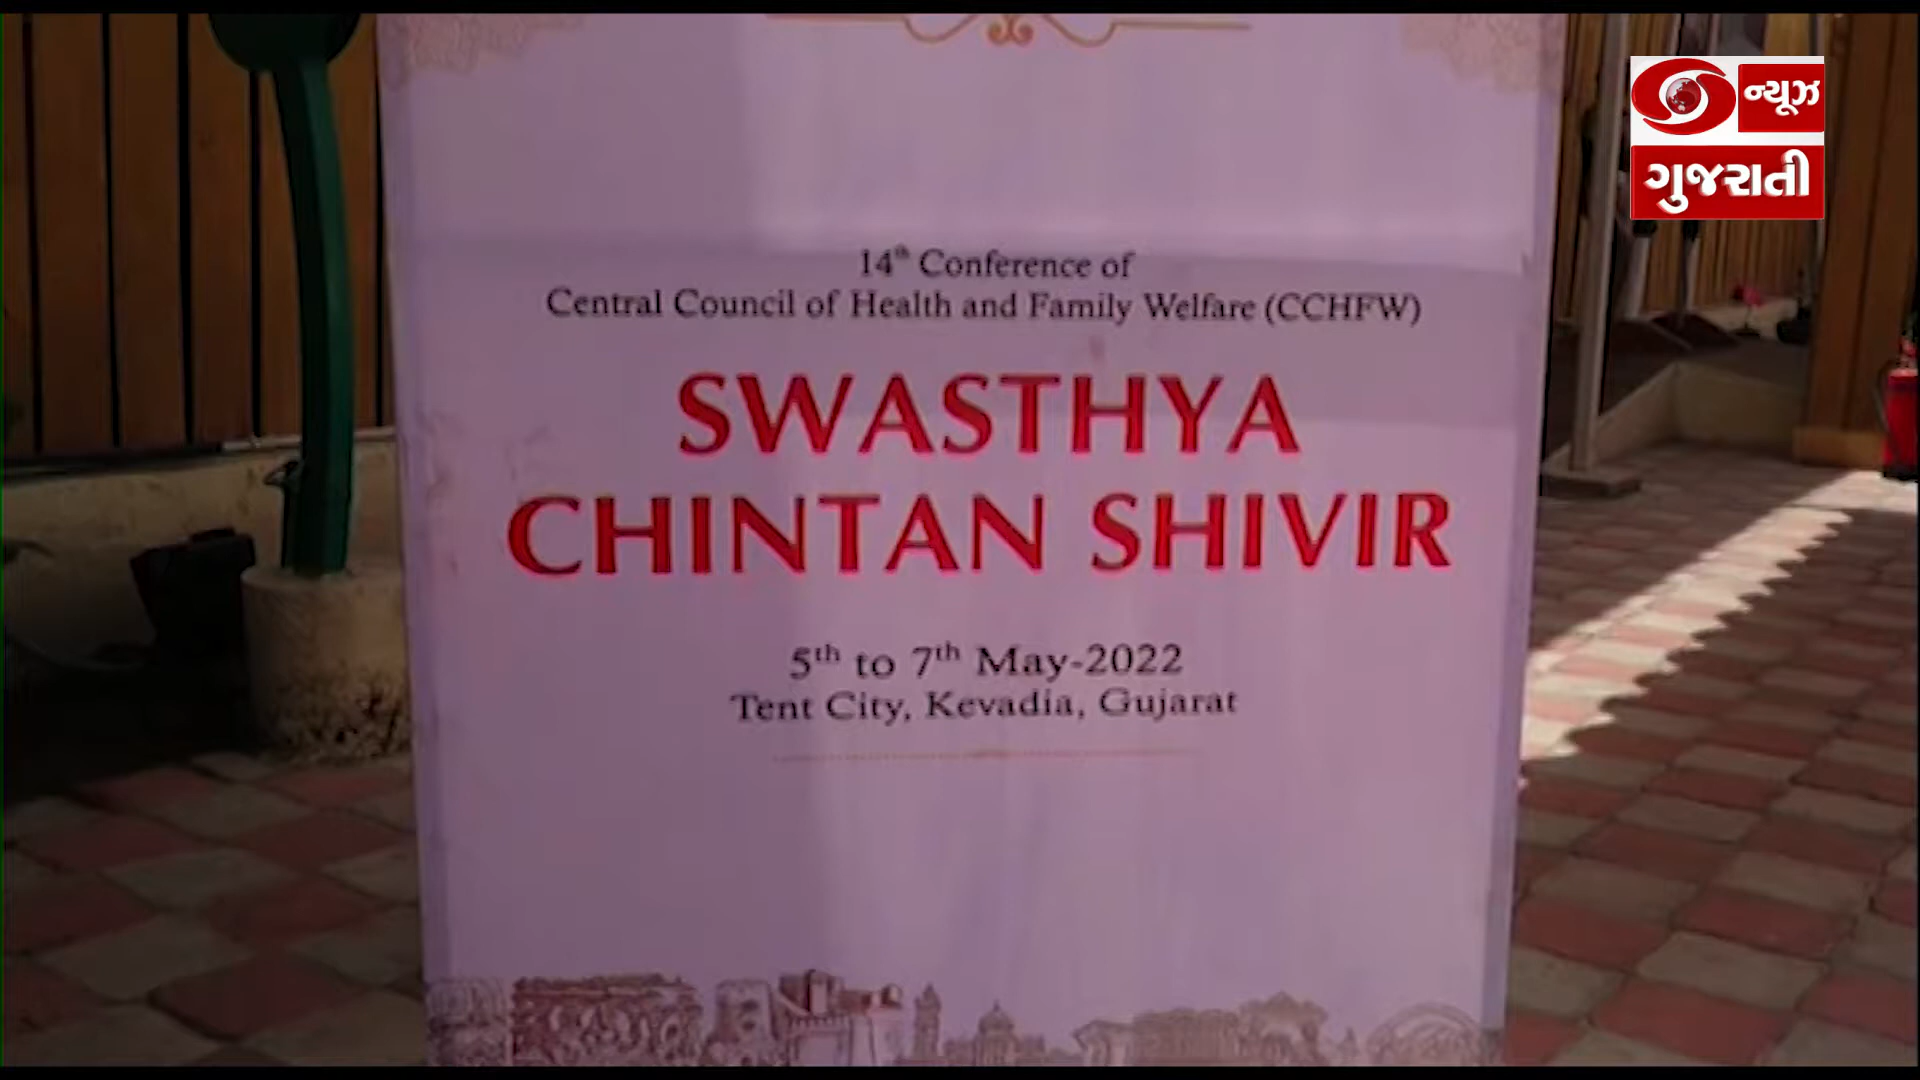 ન્યૂઝ
ગુજરાતી
14th Conference of
Central Council of Health and Family Welfare (CCHFW)
SWASTHYA
CHINTAN SHIVIR
5th to 7th May-2022
Tent City, Kevadia, Gujarat